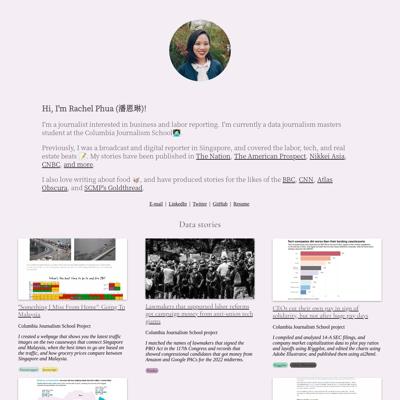 Hi, I'm Rachel Phua (潘恩琳)!
I'm a journalist interested in business and labor reporting. I'm currently a data journalism masters
student at the Columbia Journalism School
Previously, I was a broadcast and digital reporter in Singapore, and covered the labor, tech, and real
estate beats. My stories have been published in The Nation, The American Prospect, Nikkei Asia,
CNBC, and more.
I also love writing about food, and have produced stories for the likes of the BBC, CNN, Atlas
Obscura, and SCMP's Goldthread.
E-mail | LinkedIn | Twitter | GitHub | Resume
Data stories
"Something I Miss From Home": Going To
Malaysia
Columbia Journalism School Project
I created a webpage that shows you the latest traffic
images on the two causeways that connect Singapore
and Malaysia, when the best times to go are based on
the traffic, and how grocery prices compare between
Singapore and Malaysia.
Lawmakers that supported labor reforms
got campaign money from anti-union tech
giants
Columbia Journalism School project
I matched the names of lawmakers that signed the
PRO Act in the 117th Congress and records that
showed congressional candidates that got money from
Amazon and Google PACs for the 2022 midterms.
CEOs cut their own pay in sign of
solidarity, but not after huge pay days
Columbia Journalism School project
I compiled and analyzed 14-A SEC filings, and
company market capitalization data to plot pay ratios
and layoffs using R/ggplot, and edited the charts using
Adobe Illustrator, and published them using ai2html.